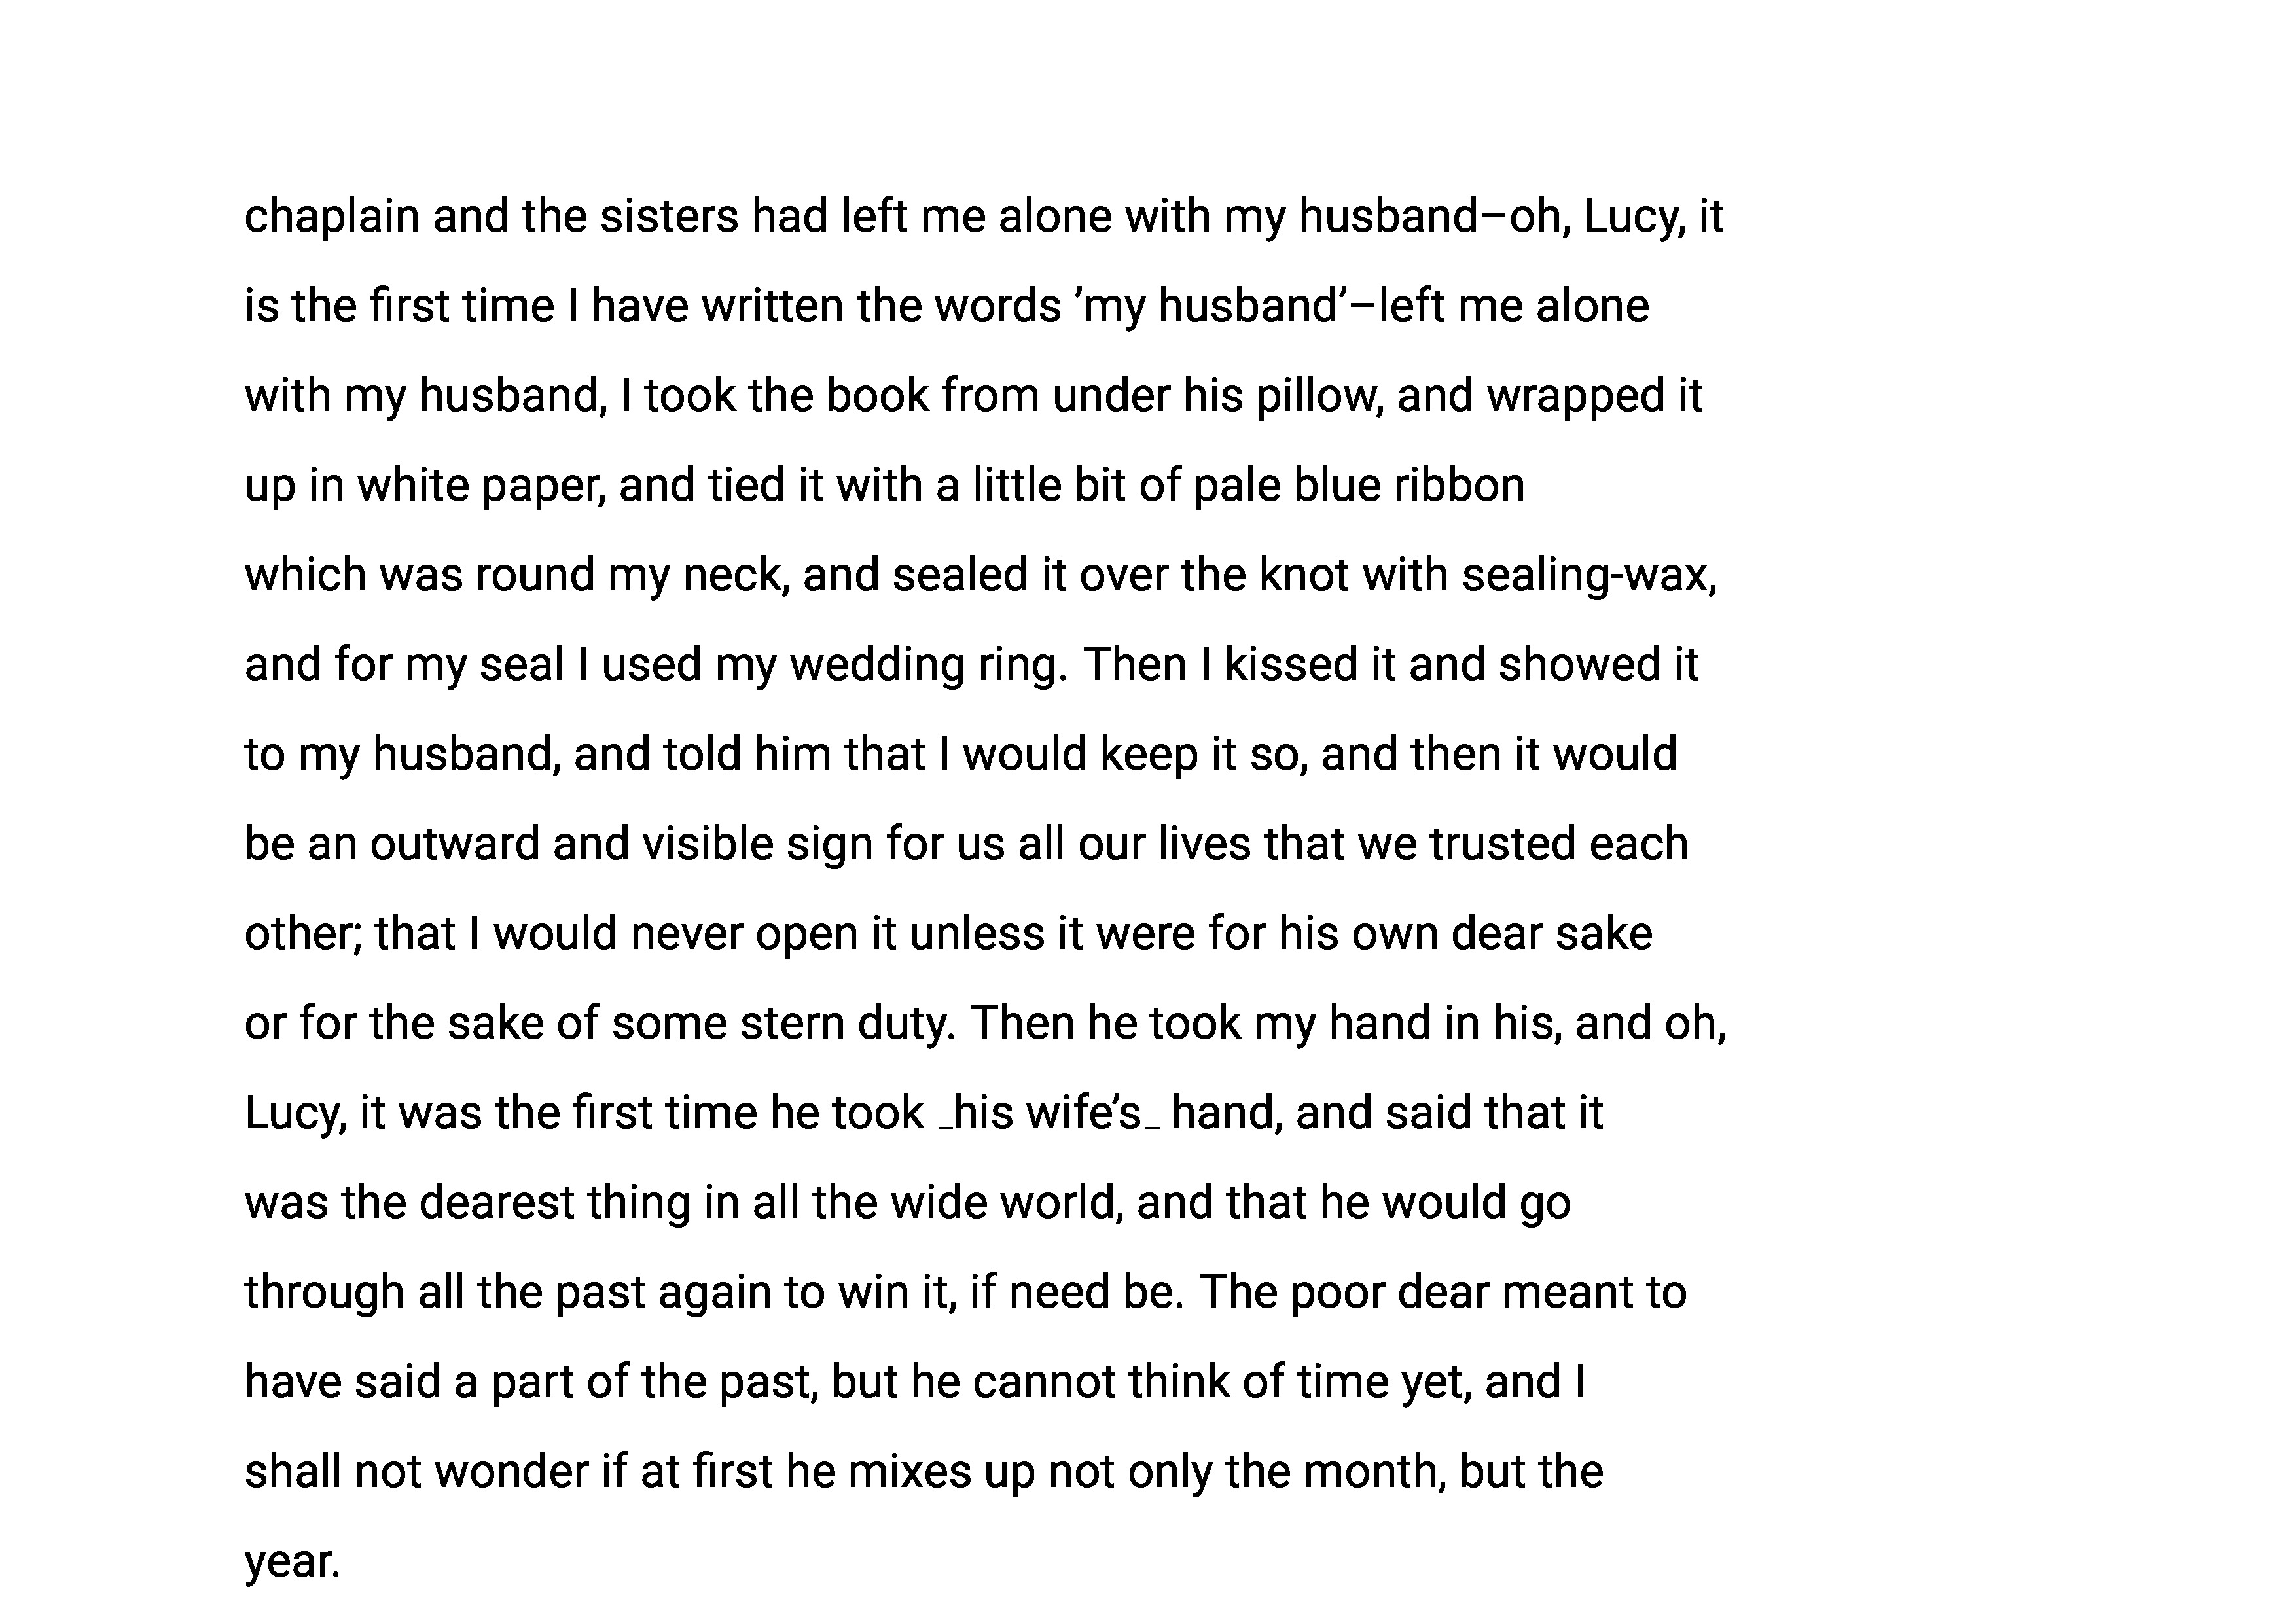 chaplain and the sisters had left me alone with my husband–oh, Lucy, it
is the first time I have written the words ’my husband’–left me alone
with my husband, I took the book from under his pillow, and wrapped it
up in white paper, and tied it with a little bit of pale blue ribbon
which was round my neck, and sealed it over the knot with sealing-wax,
and for my seal I used my wedding ring. Then I kissed it and showed it
to my husband, and told him that I would keep it so, and then it would
be an outward and visible sign for us all our lives that we trusted each
other; that I would never open it unless it were for his own dear sake
or for the sake of some stern duty. Then he took my hand in his, and oh,
Lucy, it was the first time he took _his wife’s_ hand, and said that it
was the dearest thing in all the wide world, and that he would go
through all the past again to win it, if need be. The poor dear meant to
have said a part of the past, but he cannot think of time yet, and I
shall not wonder if at first he mixes up not only the month, but the
year.